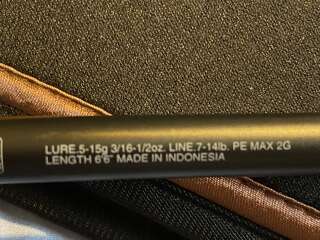 LURE.5-15g 3/16-1/2oz. LINE.7-14lb. PE MAX 2G
LENGTH 6'6" MADE IN INDONESIA